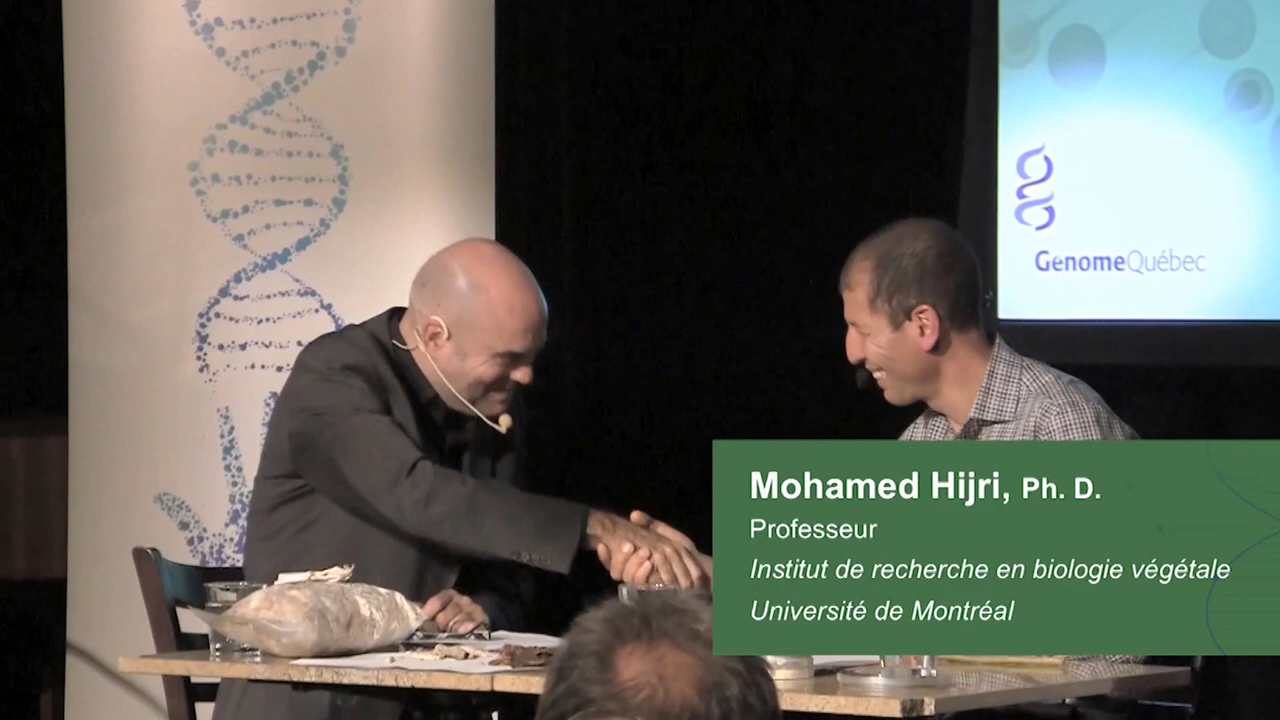 GenomeQuébec
Mohamed Hijri, Ph. D.
Professeur
Institut de recherche en biologie végétale
Université de Montréal